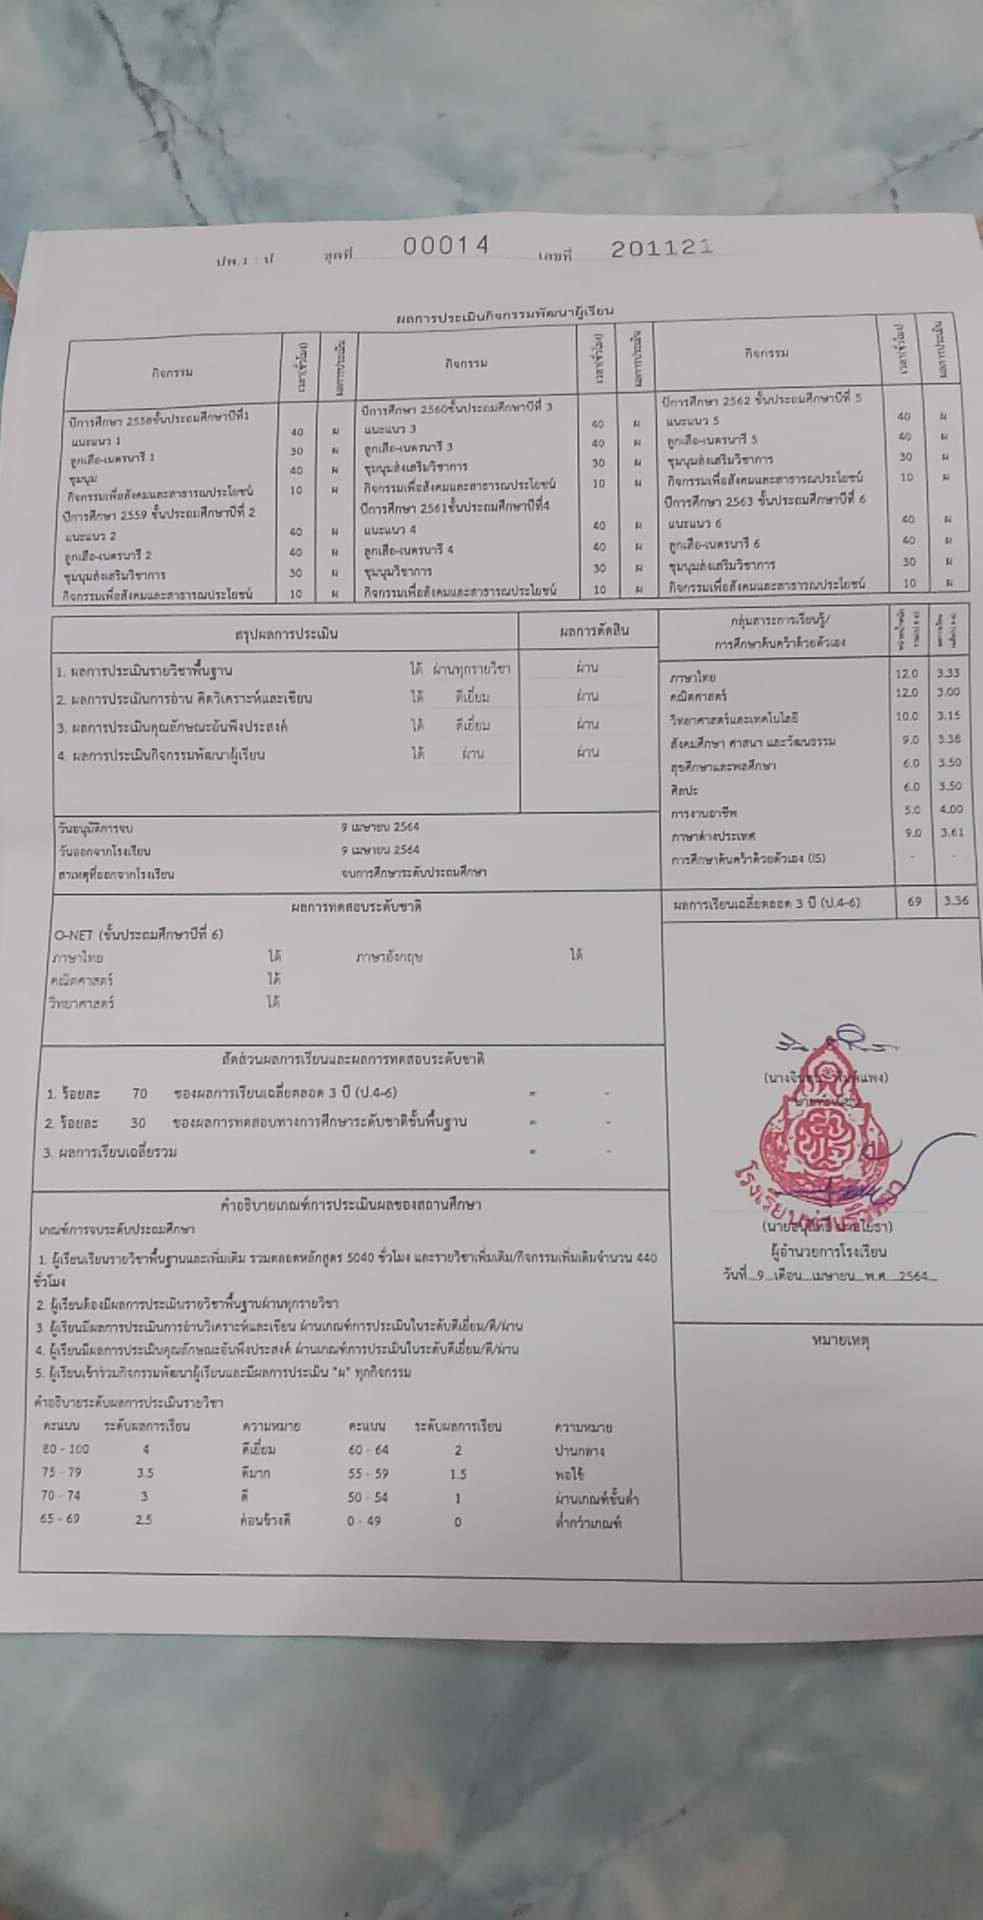 ปพ.1 : ป ชุดที่ 00014 เลขที่ 201121
ผลการประเมินกิจกรรมพัฒนาผู้เรียน
กิจกรรม เวลา(ชั่วโมง) ผลการประเมิน กิจกรรม เวลา(ชั่วโมง) ผลการประเมิน กิจกรรม เวลา(ชั่วโมง) ผลการประเมิน
ปีการศึกษา 2558ชั้นประถมศึกษาปีที่1
แนะแนว 1 40 ผ
ลูกเสือ-เนตรนารี 1 30 ผ
ชุมนุม 40 ผ
กิจกรรมเพื่อสังคมและสาธารณประโยชน์ 10 ผ
ปีการศึกษา 2559 ชั้นประถมศึกษาปีที่ 2
แนะแนว 2 40 ผ
ลูกเสือ-เนตรนารี 2 40 ผ
ชุมนุมส่งเสริมวิชาการ 30 ผ
กิจกรรมเพื่อสังคมและสาธารณประโยชน์ 10 ผ
ปีการศึกษา 2560ชั้นประถมศึกษาปีที่ 3
แนะแนว 3 40 ผ
ลูกเสือ-เนตรนารี 3 40 ผ
ชุมนุมส่งเสริมวิชาการ 30 ผ
กิจกรรมเพื่อสังคมและสาธารณประโยชน์ 10 ผ
ปีการศึกษา 2561ชั้นประถมศึกษาปีที่4
แนะแนว 4 40 ผ
ลูกเสือ-เนตรนารี 4 40 ผ
ชุมนุมวิชาการ 30 ผ
กิจกรรมเพื่อสังคมและสาธารณประโยชน์ 10 ผ
ปีการศึกษา 2562 ชั้นประถมศึกษาปีที่ 5
แนะแนว 5 40 ผ
ลูกเสือ-เนตรนารี 5 40 ผ
ชุมนุมส่งเสริมวิชาการ 30 ผ
กิจกรรมเพื่อสังคมและสาธารณประโยชน์ 10 ผ
ปีการศึกษา 2563 ชั้นประถมศึกษาปีที่ 6
แนะแนว 6 40 ผ
ลูกเสือ-เนตรนารี 6 40 ผ
ชุมนุมส่งเสริมวิชาการ 30 ผ
กิจกรรมเพื่อสังคมและสาธารณประโยชน์ 10 ผ
สรุปผลการประเมิน ผลการตัดสิน
1. ผลการประเมินรายวิชาพื้นฐาน ได้ ผ่านทุกรายวิชา ผ่าน
2. ผลการประเมินการอ่าน คิดวิเคราะห์และเขียน ได้ ดีเยี่ยม ผ่าน
3. ผลการประเมินคุณลักษณะอันพึงประสงค์ ได้ ดีเยี่ยม ผ่าน
4. ผลการประเมินกิจกรรมพัฒนาผู้เรียน ได้ ผ่าน ผ่าน
กลุ่มสาระการเรียนรู้/
การศึกษาค้นคว้าด้วยตัวเอง
ภาษาไทย 12.0 3.33
คณิตศาสตร์ 12.0 3.00
วิทยาศาสตร์และเทคโนโลยี 10.0 3.15
สังคมศึกษา ศาสนา และวัฒนธรรม 9.0 3.36
สุขศึกษาและพลศึกษา 6.0 3.50
ศิลปะ 6.0 3.50
การงานอาชีพ 5.0 4.00
ภาษาต่างประเทศ 9.0 3.61
การศึกษาค้นคว้าด้วยตัวเอง (IS) - -
ผลการเรียนเฉลี่ยตลอด 3 ปี (ป.4-6) 69 3.36
วันอนุมัติการจบ 9 เมษายน 2564
วันออกจากโรงเรียน 9 เมษายน 2564
สาเหตุที่ออกจากโรงเรียน จบการศึกษาระดับประถมศึกษา
ผลการทดสอบระดับชาติ
O-NET (ชั้นประถมศึกษาปีที่ 6)
ภาษาไทย ได้ ภาษาอังกฤษ ได้
คณิตศาสตร์ ได้
วิทยาศาสตร์ ได้
สัดส่วนผลการเรียนและผลการทดสอบระดับชาติ
1. ร้อยละ 70 ของผลการเรียนเฉลี่ยตลอด 3 ปี (ป.4-6) = -
2. ร้อยละ 30 ของผลการทดสอบทางการศึกษาระดับชาติขั้นพื้นฐาน = -
3. ผลการเรียนเฉลี่ยรวม = -
ผู้อำนวยการโรงเรียน
วันที่...9...เดือน...เมษายน...พ.ศ....2564...
หมายเหตุ
คำอธิบายเกณฑ์การประเมินผลของสถานศึกษา
เกณฑ์การจบระดับประถมศึกษา
1. ผู้เรียนเรียนรายวิชาพื้นฐานและเพิ่มเติม รวมตลอดหลักสูตร 5040 ชั่วโมง และรายวิชาเพิ่มเติม/กิจกรรมเพิ่มเติมจำนวน 440
ชั่วโมง
2. ผู้เรียนต้องมีผลการประเมินรายวิชาพื้นฐานผ่านทุกรายวิชา
3. ผู้เรียนมีผลการประเมินการอ่านวิเคราะห์และเขียน ผ่านเกณฑ์การประเมินในระดับดีเยี่ยม/ดี/ผ่าน
4. ผู้เรียนมีผลการประเมินคุณลักษณะอันพึงประสงค์ ผ่านเกณฑ์การประเมินในระดับดีเยี่ยม/ดี/ผ่าน
5. ผู้เรียนเข้าร่วมกิจกรรมพัฒนาผู้เรียนและมีผลการประเมิน "ผ" ทุกกิจกรรม
คำอธิบายระดับผลการประเมินรายวิชา
คะแนน ระดับผลการเรียน ความหมาย คะแนน ระดับผลการเรียน ความหมาย
80 - 100 4 ดีเยี่ยม 60 - 64 2 ปานกลาง
75 - 79 3.5 ดีมาก 55 - 59 1.5 พอใช้
70 - 74 3 ดี 50 - 54 1 ผ่านเกณฑ์ขั้นต่ำ
65 - 69 2.5 ค่อนข้างดี 0 - 49 0 ต่ำกว่าเกณฑ์